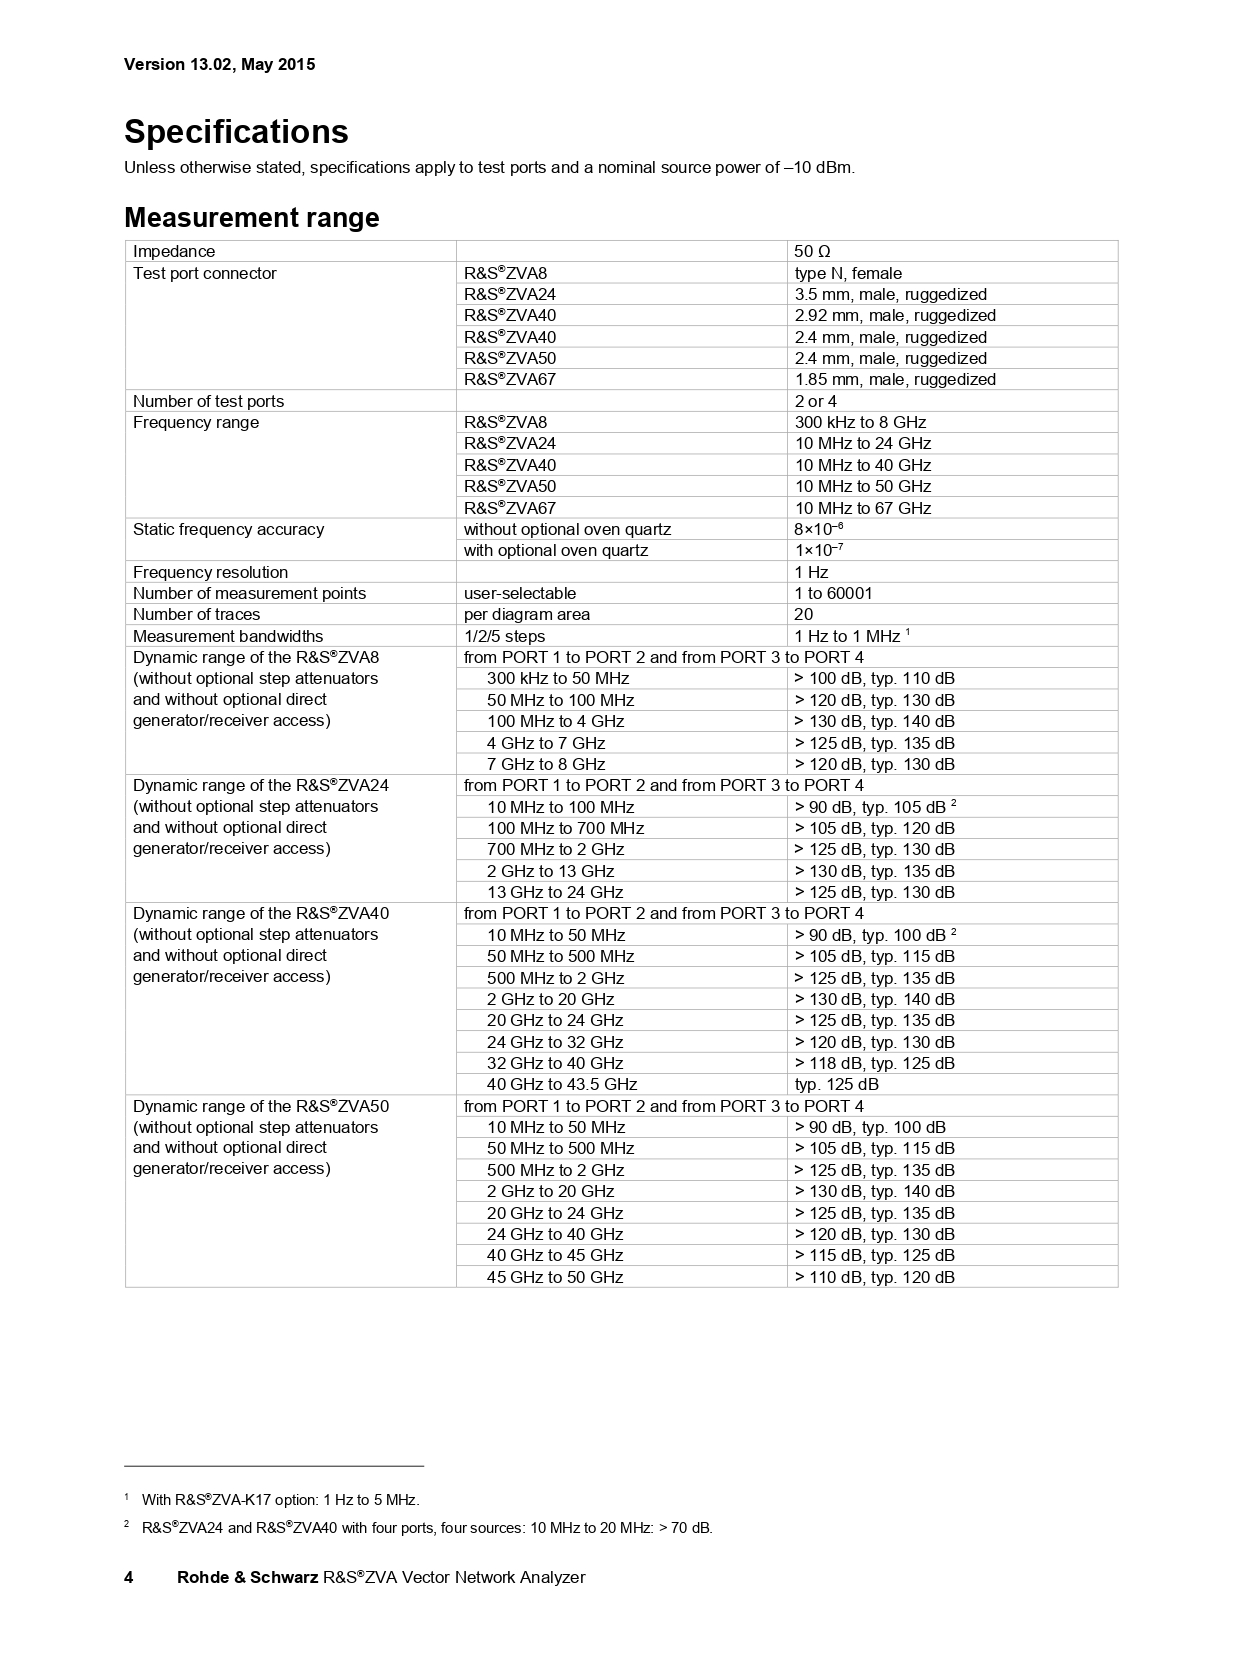 Version 13.02, May 2015
Specifications
Unless otherwise stated, specifications apply to test ports and a nominal source power of –10 dBm.
Measurement range
Impedance 50 Ω
Test port connector R&S®ZVA8 type N, female
R&S®ZVA24 3.5 mm, male, ruggedized
R&S®ZVA40 2.92 mm, male, ruggedized
R&S®ZVA40 2.4 mm, male, ruggedized
R&S®ZVA50 2.4 mm, male, ruggedized
R&S®ZVA67 1.85 mm, male, ruggedized
Number of test ports 2 or 4
Frequency range R&S®ZVA8 300 kHz to 8 GHz
R&S®ZVA24 10 MHz to 24 GHz
R&S®ZVA40 10 MHz to 40 GHz
R&S®ZVA50 10 MHz to 50 GHz
R&S®ZVA67 10 MHz to 67 GHz
Static frequency accuracy without optional oven quartz 8×10⁻⁶
with optional oven quartz 1×10⁻⁷
Frequency resolution 1 Hz
Number of measurement points user-selectable 1 to 60001
Number of traces per diagram area 20
Measurement bandwidths 1/2/5 steps 1 Hz to 1 MHz ¹
Dynamic range of the R&S®ZVA8 from PORT 1 to PORT 2 and from PORT 3 to PORT 4
(without optional step attenuators 300 kHz to 50 MHz > 100 dB, typ. 110 dB
and without optional direct 50 MHz to 100 MHz > 120 dB, typ. 130 dB
generator/receiver access) 100 MHz to 4 GHz > 130 dB, typ. 140 dB
4 GHz to 7 GHz > 125 dB, typ. 135 dB
7 GHz to 8 GHz > 120 dB, typ. 130 dB
Dynamic range of the R&S®ZVA24 from PORT 1 to PORT 2 and from PORT 3 to PORT 4
(without optional step attenuators 10 MHz to 100 MHz > 90 dB, typ. 105 dB ²
and without optional direct 100 MHz to 700 MHz > 105 dB, typ. 120 dB
generator/receiver access) 700 MHz to 2 GHz > 125 dB, typ. 130 dB
2 GHz to 13 GHz > 130 dB, typ. 135 dB
13 GHz to 24 GHz > 125 dB, typ. 130 dB
Dynamic range of the R&S®ZVA40 from PORT 1 to PORT 2 and from PORT 3 to PORT 4
(without optional step attenuators 10 MHz to 50 MHz > 90 dB, typ. 100 dB ²
and without optional direct 50 MHz to 500 MHz > 105 dB, typ. 115 dB
generator/receiver access) 500 MHz to 2 GHz > 125 dB, typ. 135 dB
2 GHz to 20 GHz > 130 dB, typ. 140 dB
20 GHz to 24 GHz > 125 dB, typ. 135 dB
24 GHz to 32 GHz > 120 dB, typ. 130 dB
32 GHz to 40 GHz > 118 dB, typ. 125 dB
40 GHz to 43.5 GHz typ. 125 dB
Dynamic range of the R&S®ZVA50 from PORT 1 to PORT 2 and from PORT 3 to PORT 4
(without optional step attenuators 10 MHz to 50 MHz > 90 dB, typ. 100 dB
and without optional direct 50 MHz to 500 MHz > 105 dB, typ. 115 dB
generator/receiver access) 500 MHz to 2 GHz > 125 dB, typ. 135 dB
2 GHz to 20 GHz > 130 dB, typ. 140 dB
20 GHz to 24 GHz > 125 dB, typ. 135 dB
24 GHz to 40 GHz > 120 dB, typ. 130 dB
40 GHz to 45 GHz > 115 dB, typ. 125 dB
45 GHz to 50 GHz > 110 dB, typ. 120 dB
¹ With R&S®ZVA-K17 option: 1 Hz to 5 MHz.
² R&S®ZVA24 and R&S®ZVA40 with four ports, four sources: 10 MHz to 20 MHz: > 70 dB.
4 Rohde & Schwarz R&S®ZVA Vector Network Analyzer